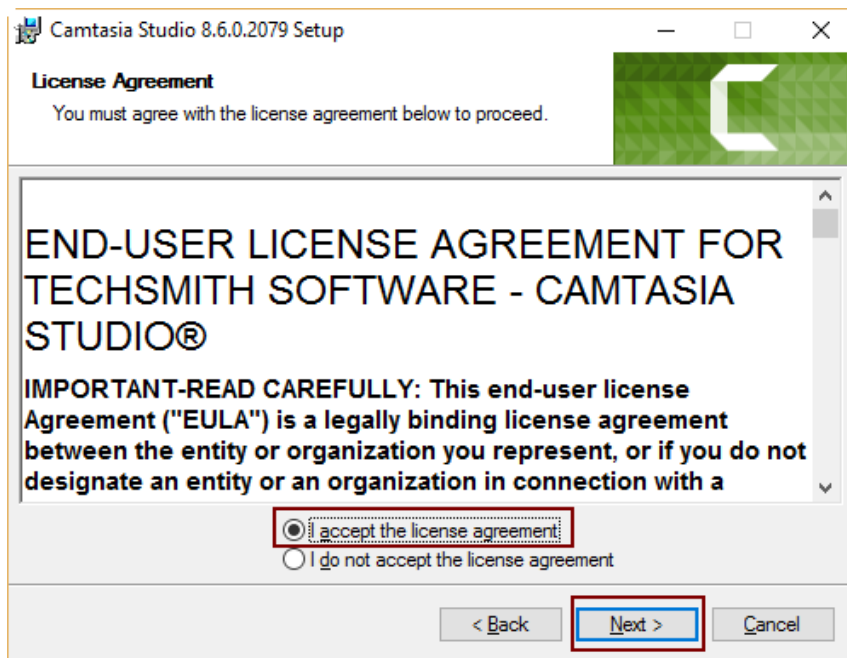 Camtasia Studio 8.6.0.2079 Setup
License Agreement
You must agree with the license agreement below to proceed.
END-USER LICENSE AGREEMENT FOR
TECHSMITH SOFTWARE - CAMTASIA
STUDIO®
IMPORTANT-READ CAREFULLY: This end-user license
Agreement ("EULA") is a legally binding license agreement
between the entity or organization you represent, or if you do not
designate an entity or an organization in connection with a
I accept the license agreement
I do not accept the license agreement
< Back Next > Cancel